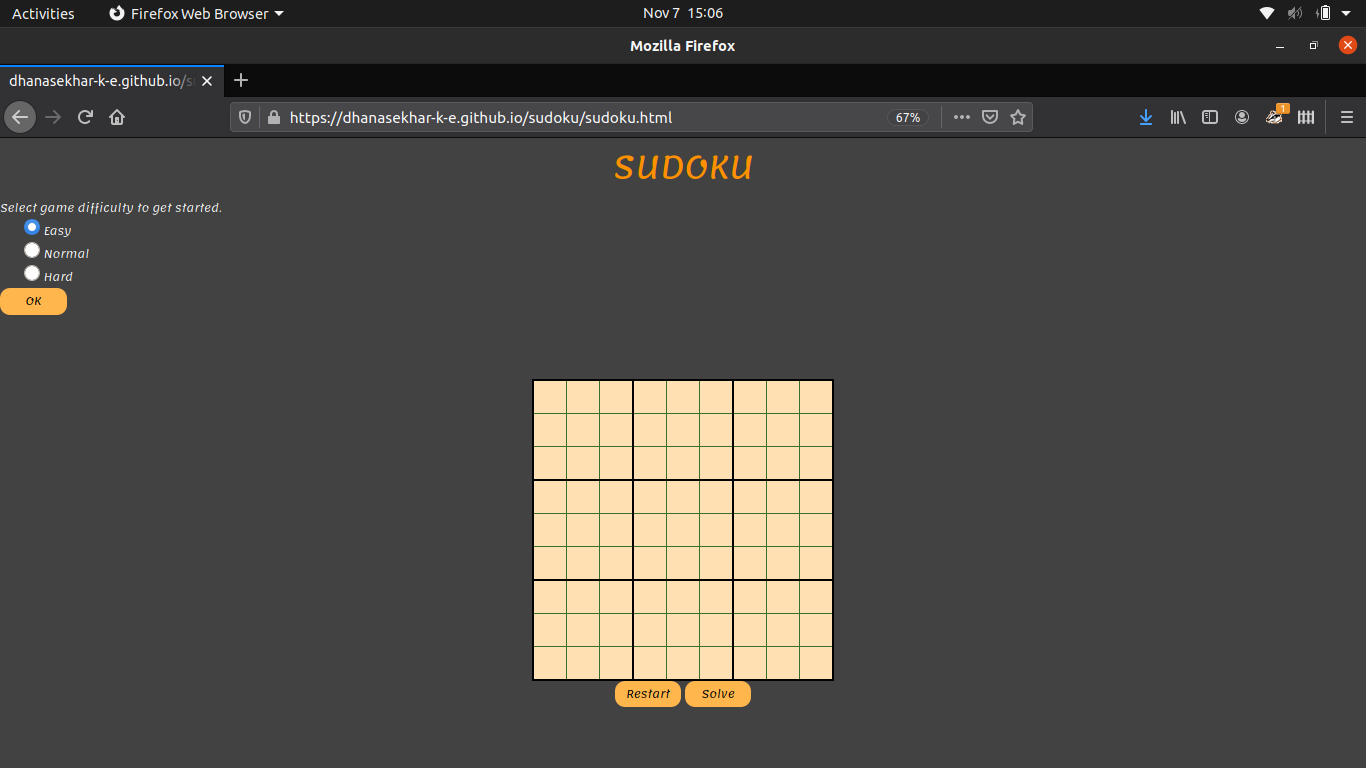 Activities Firefox Web Browser Nov 7 15:06
Mozilla Firefox
dhanasekhar-k-e.github.io/s
https://dhanasekhar-k-e.github.io/sudoku/sudoku.html 67% 1
SUDOKU
Select game difficulty to get started.
Easy
Normal
Hard
OK
Restart Solve